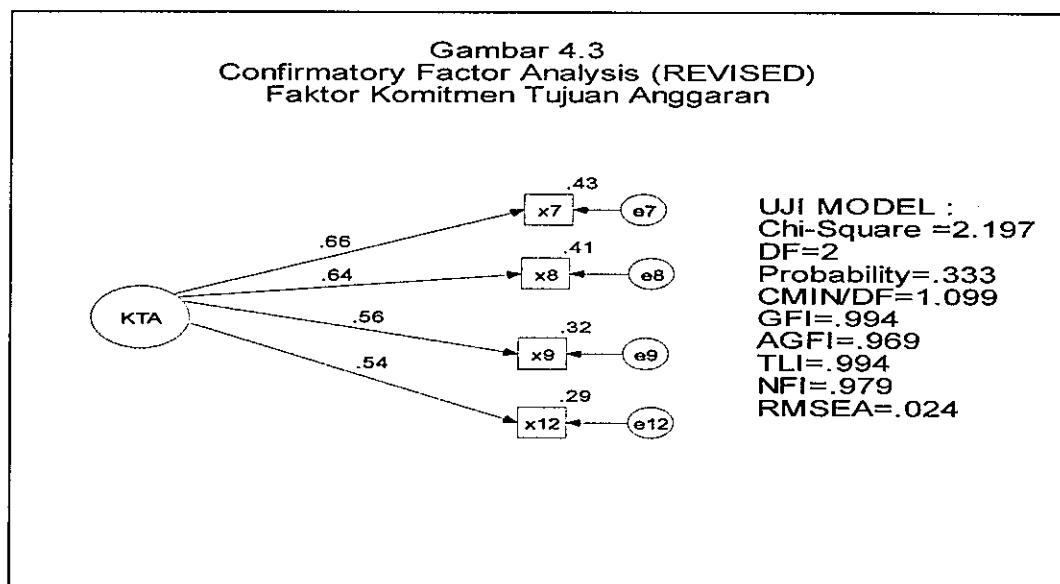 Gambar 4.3
Confirmatory Factor Analysis (REVISED)
Faktor Komitmen Tujuan Anggaran
.43
x7
e7
.66
.41
x8
e8
.64
KTA
.56
.32
x9
e9
.54
.29
x12
e12
UJI MODEL :
Chi-Square =2.197
DF=2
Probability=.333
CMIN/DF=1.099
GFI=.994
AGFI=.969
TLI=.994
NFI=.979
RMSEA=.024